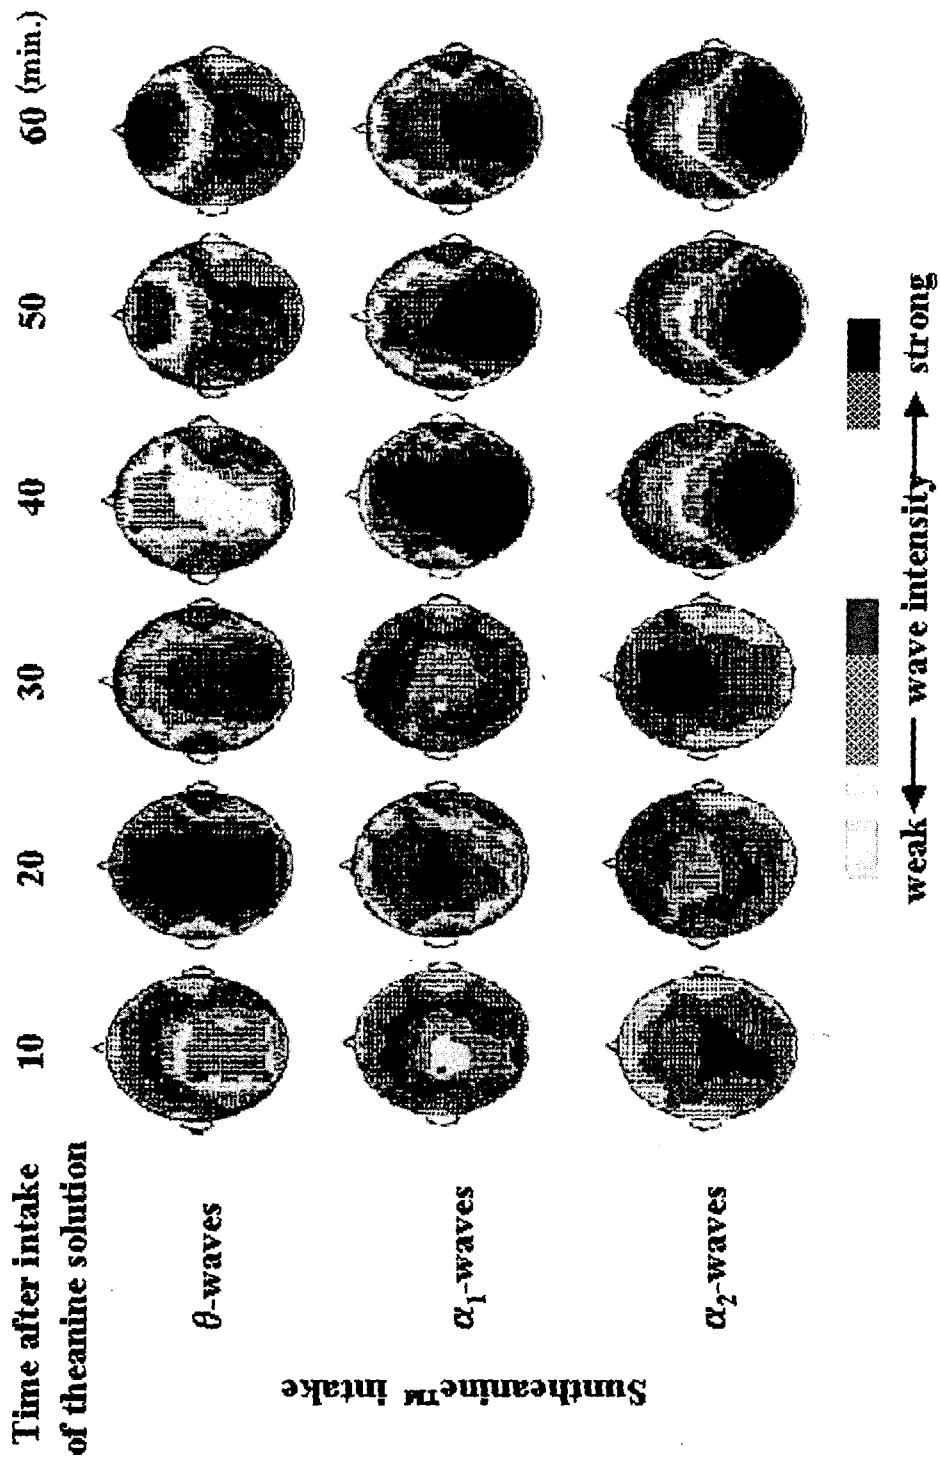 Time after intake
of theanine solution
10 20 30 40 50 60 (min.)
θ-waves
α₁-waves
α₂-waves
Suntheanine™ intake
weak ← wave intensity → strong